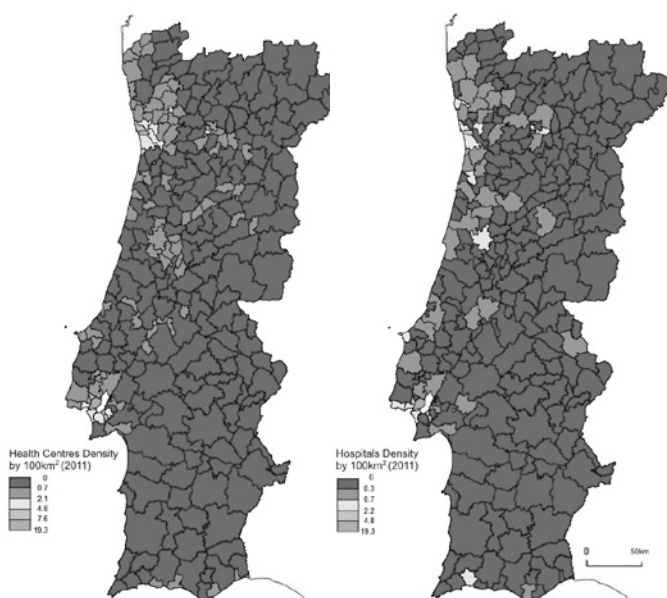 Health Centres Density
by 100km² (2011)
0
0.7
2.1
4.8
7.6
19.3
Hospitals Density
by 100km² (2011)
0
0.3
0.7
2.2
4.8
19.3
0 50km